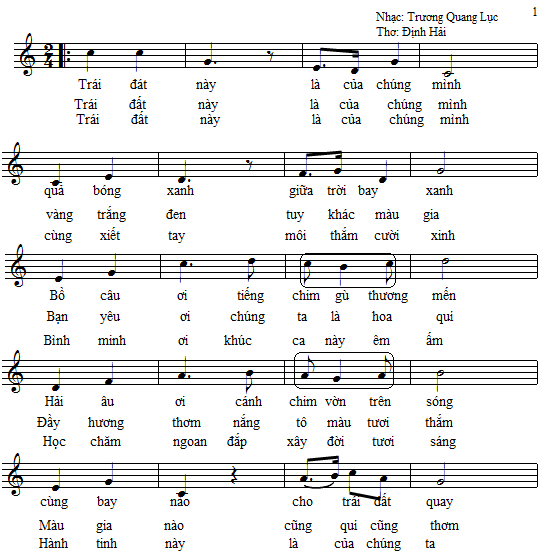 1
Nhạc: Trương Quang Lục
Thơ: Định Hải
2
4
Trái đát này là của chúng mình
Trái đất này là của chúng mình
Trái đất này là của chúng mình
quả bóng xanh giữa trời bay xanh
vàng trắng đen tuy khác màu gia
cùng xiết tay môi thắm cười xinh
Bồ câu ơi tiếng chim gù thương mến
Bạn yêu ơi chúng ta là hoa qui
Bình minh ơi khúc ca này êm ấm
Hải âu ơi cánh chim vờn trên sóng
Đầy hương thơm nắng tô màu tươi thắm
Học chăm ngoan đắp xây đời tươi sáng
cùng bay nào cho trái đất quay
Màu gia nào cũng qui cũng thơm
Hành tinh này là của chúng ta